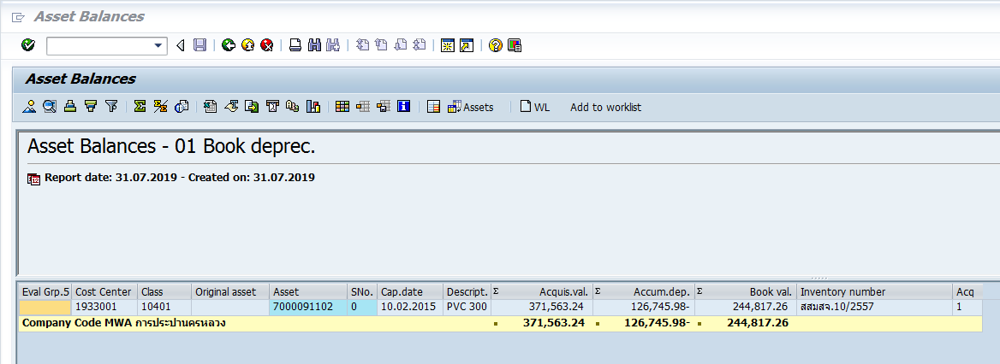 Asset Balances
Asset Balances
Assets WL Add to worklist
Asset Balances - 01 Book deprec.
Report date: 31.07.2019 - Created on: 31.07.2019
Eval Grp.5 Cost Center Class Original asset Asset SNo. Cap.date Descript. Σ Acquis.val. Σ Accum.dep. Σ Book val. Inventory number Acq
1933001 10401 7000091102 0 10.02.2015 PVC 300 371,563.24 126,745.98- 244,817.26 สสมสจ.10/2557 1
Company Code MWA การประปานครหลวง 371,563.24 126,745.98- 244,817.26